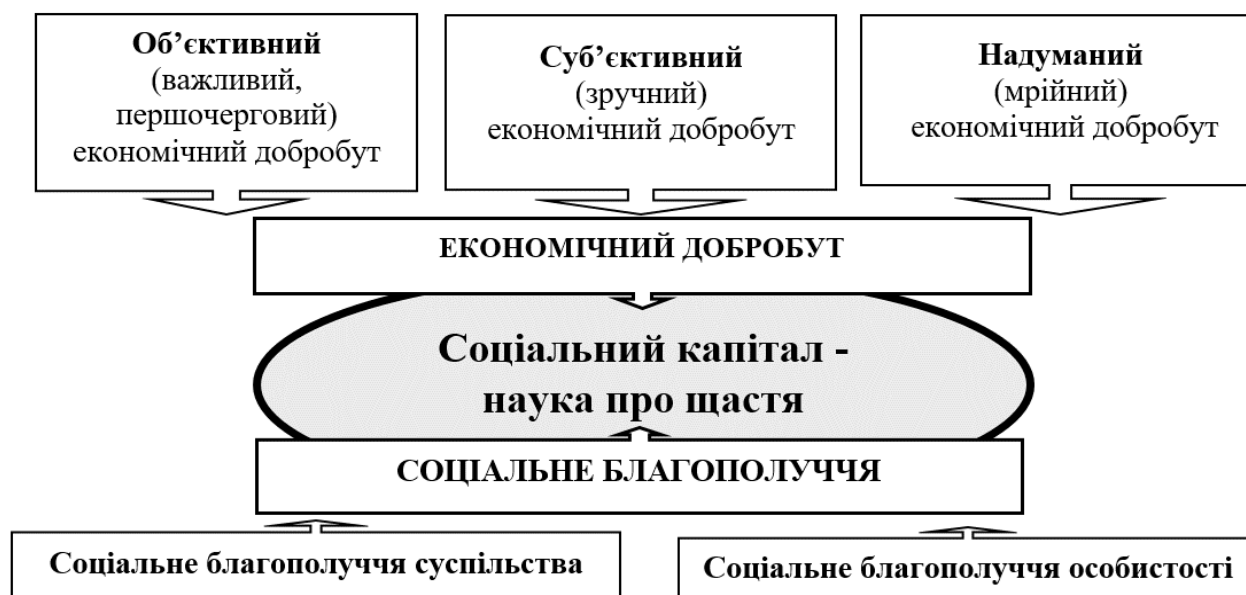 Об’єктивний
(важливий,
першочерговий)
економічний добробут
Суб’єктивний
(зручний)
економічний добробут
Надуманий
(мрійний)
економічний добробут
ЕКОНОМІЧНИЙ ДОБРОБУТ
Соціальний капітал -
наука про щастя
СОЦІАЛЬНЕ БЛАГОПОЛУЧЧЯ
Соціальне благополуччя суспільства
Соціальне благополуччя особистості